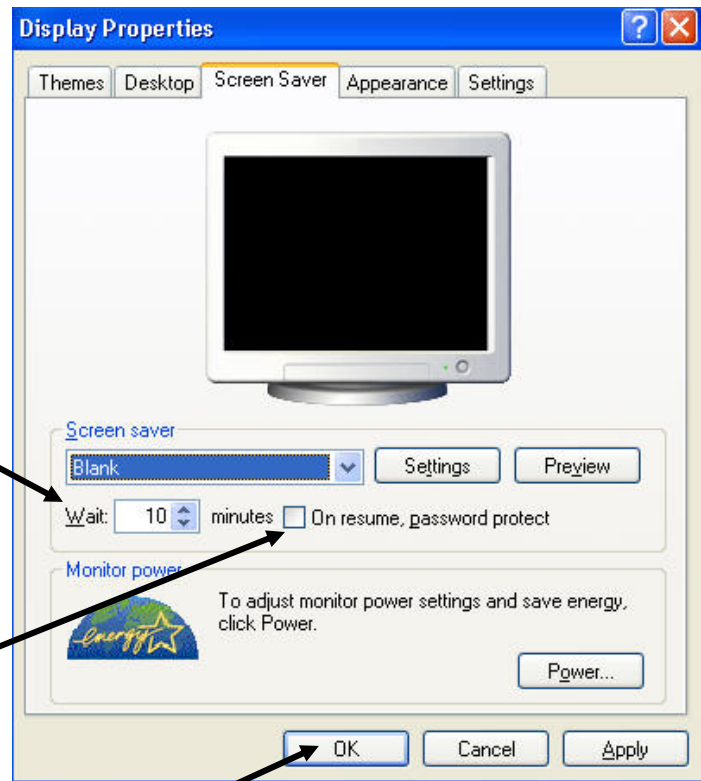 Display Properties
Themes Desktop Screen Saver Appearance Settings
Screen saver
Blank Settings Preview
Wait: 10 minutes On resume, password protect
Monitor power
energy
To adjust monitor power settings and save energy,
click Power.
Power...
OK Cancel Apply